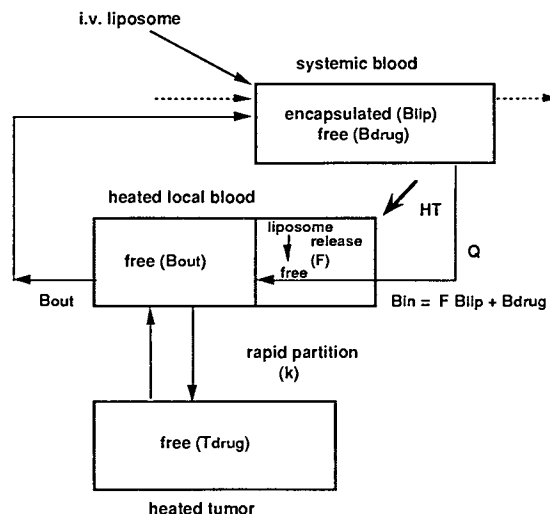 i.v. liposome
systemic blood
encapsulated (Blip)
free (Bdrug)
heated local blood
HT
liposome
release
(F)
free
free (Bout)
Q
Bout
Bin = F Blip + Bdrug
rapid partition
(k)
free (Tdrug)
heated tumor